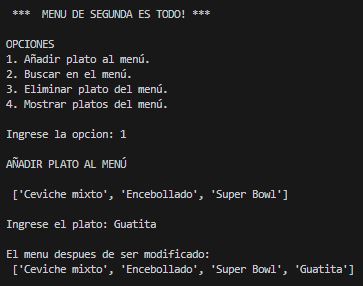 *** MENU DE SEGUNDA ES TODO! ***
OPCIONES
1. Añadir plato al menú.
2. Buscar en el menú.
3. Eliminar plato del menú.
4. Mostrar platos del menú.
Ingrese la opcion: 1
AÑADIR PLATO AL MENÚ
['Ceviche mixto', 'Encebollado', 'Super Bowl']
Ingrese el plato: Guatita
El menu despues de ser modificado:
['Ceviche mixto', 'Encebollado', 'Super Bowl', 'Guatita']